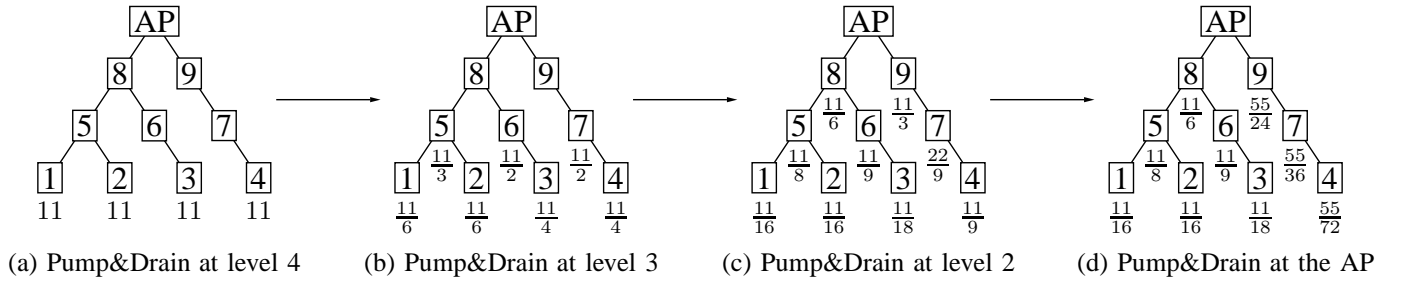 AP AP AP AP
8 9 8 9 8 9 8 9
11/6 11/3 11/6 55/24
5 6 7 5 6 7 5 6 7 5 6 7
11/3 11/2 11/2 11/8 11/9 22/9 11/8 11/9 55/36
1 2 3 4 1 2 3 4 1 2 3 4 1 2 3 4
11 11 11 11 11/6 11/6 11/4 11/4 11/16 11/16 11/18 11/9 11/16 11/16 11/18 55/72
(a) Pump&Drain at level 4 (b) Pump&Drain at level 3 (c) Pump&Drain at level 2 (d) Pump&Drain at the AP